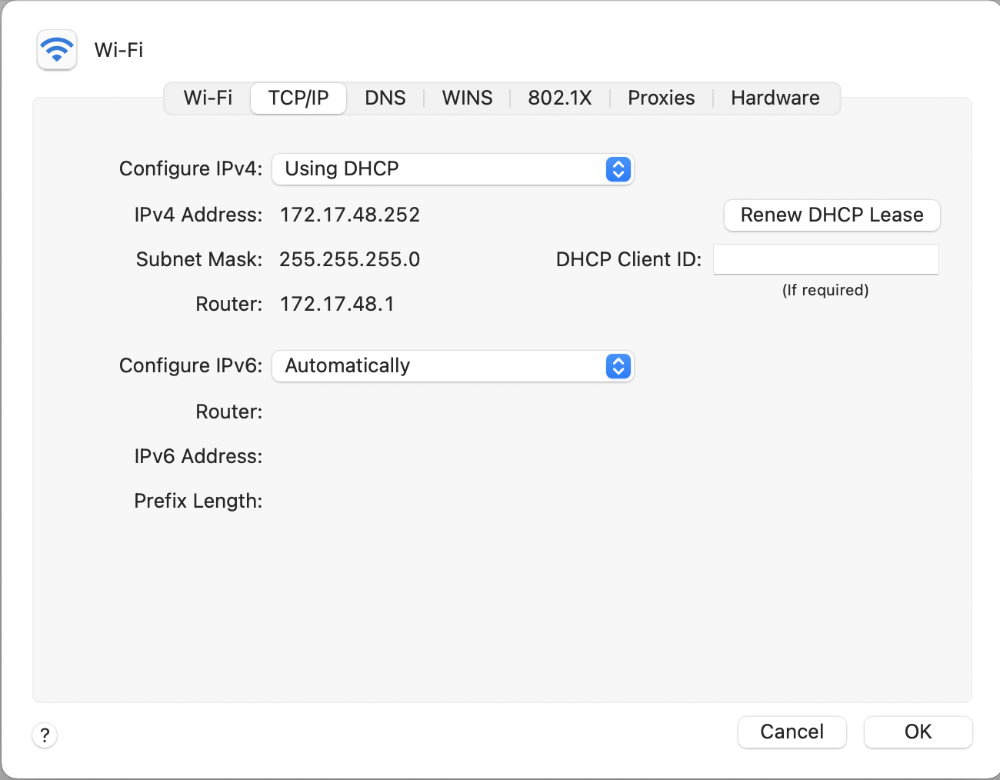 Wi-Fi
Wi-Fi TCP/IP DNS WINS 802.1X Proxies Hardware
Configure IPv4: Using DHCP
IPv4 Address: 172.17.48.252 Renew DHCP Lease
Subnet Mask: 255.255.255.0 DHCP Client ID:
(If required)
Router: 172.17.48.1
Configure IPv6: Automatically
Router:
IPv6 Address:
Prefix Length:
? Cancel OK